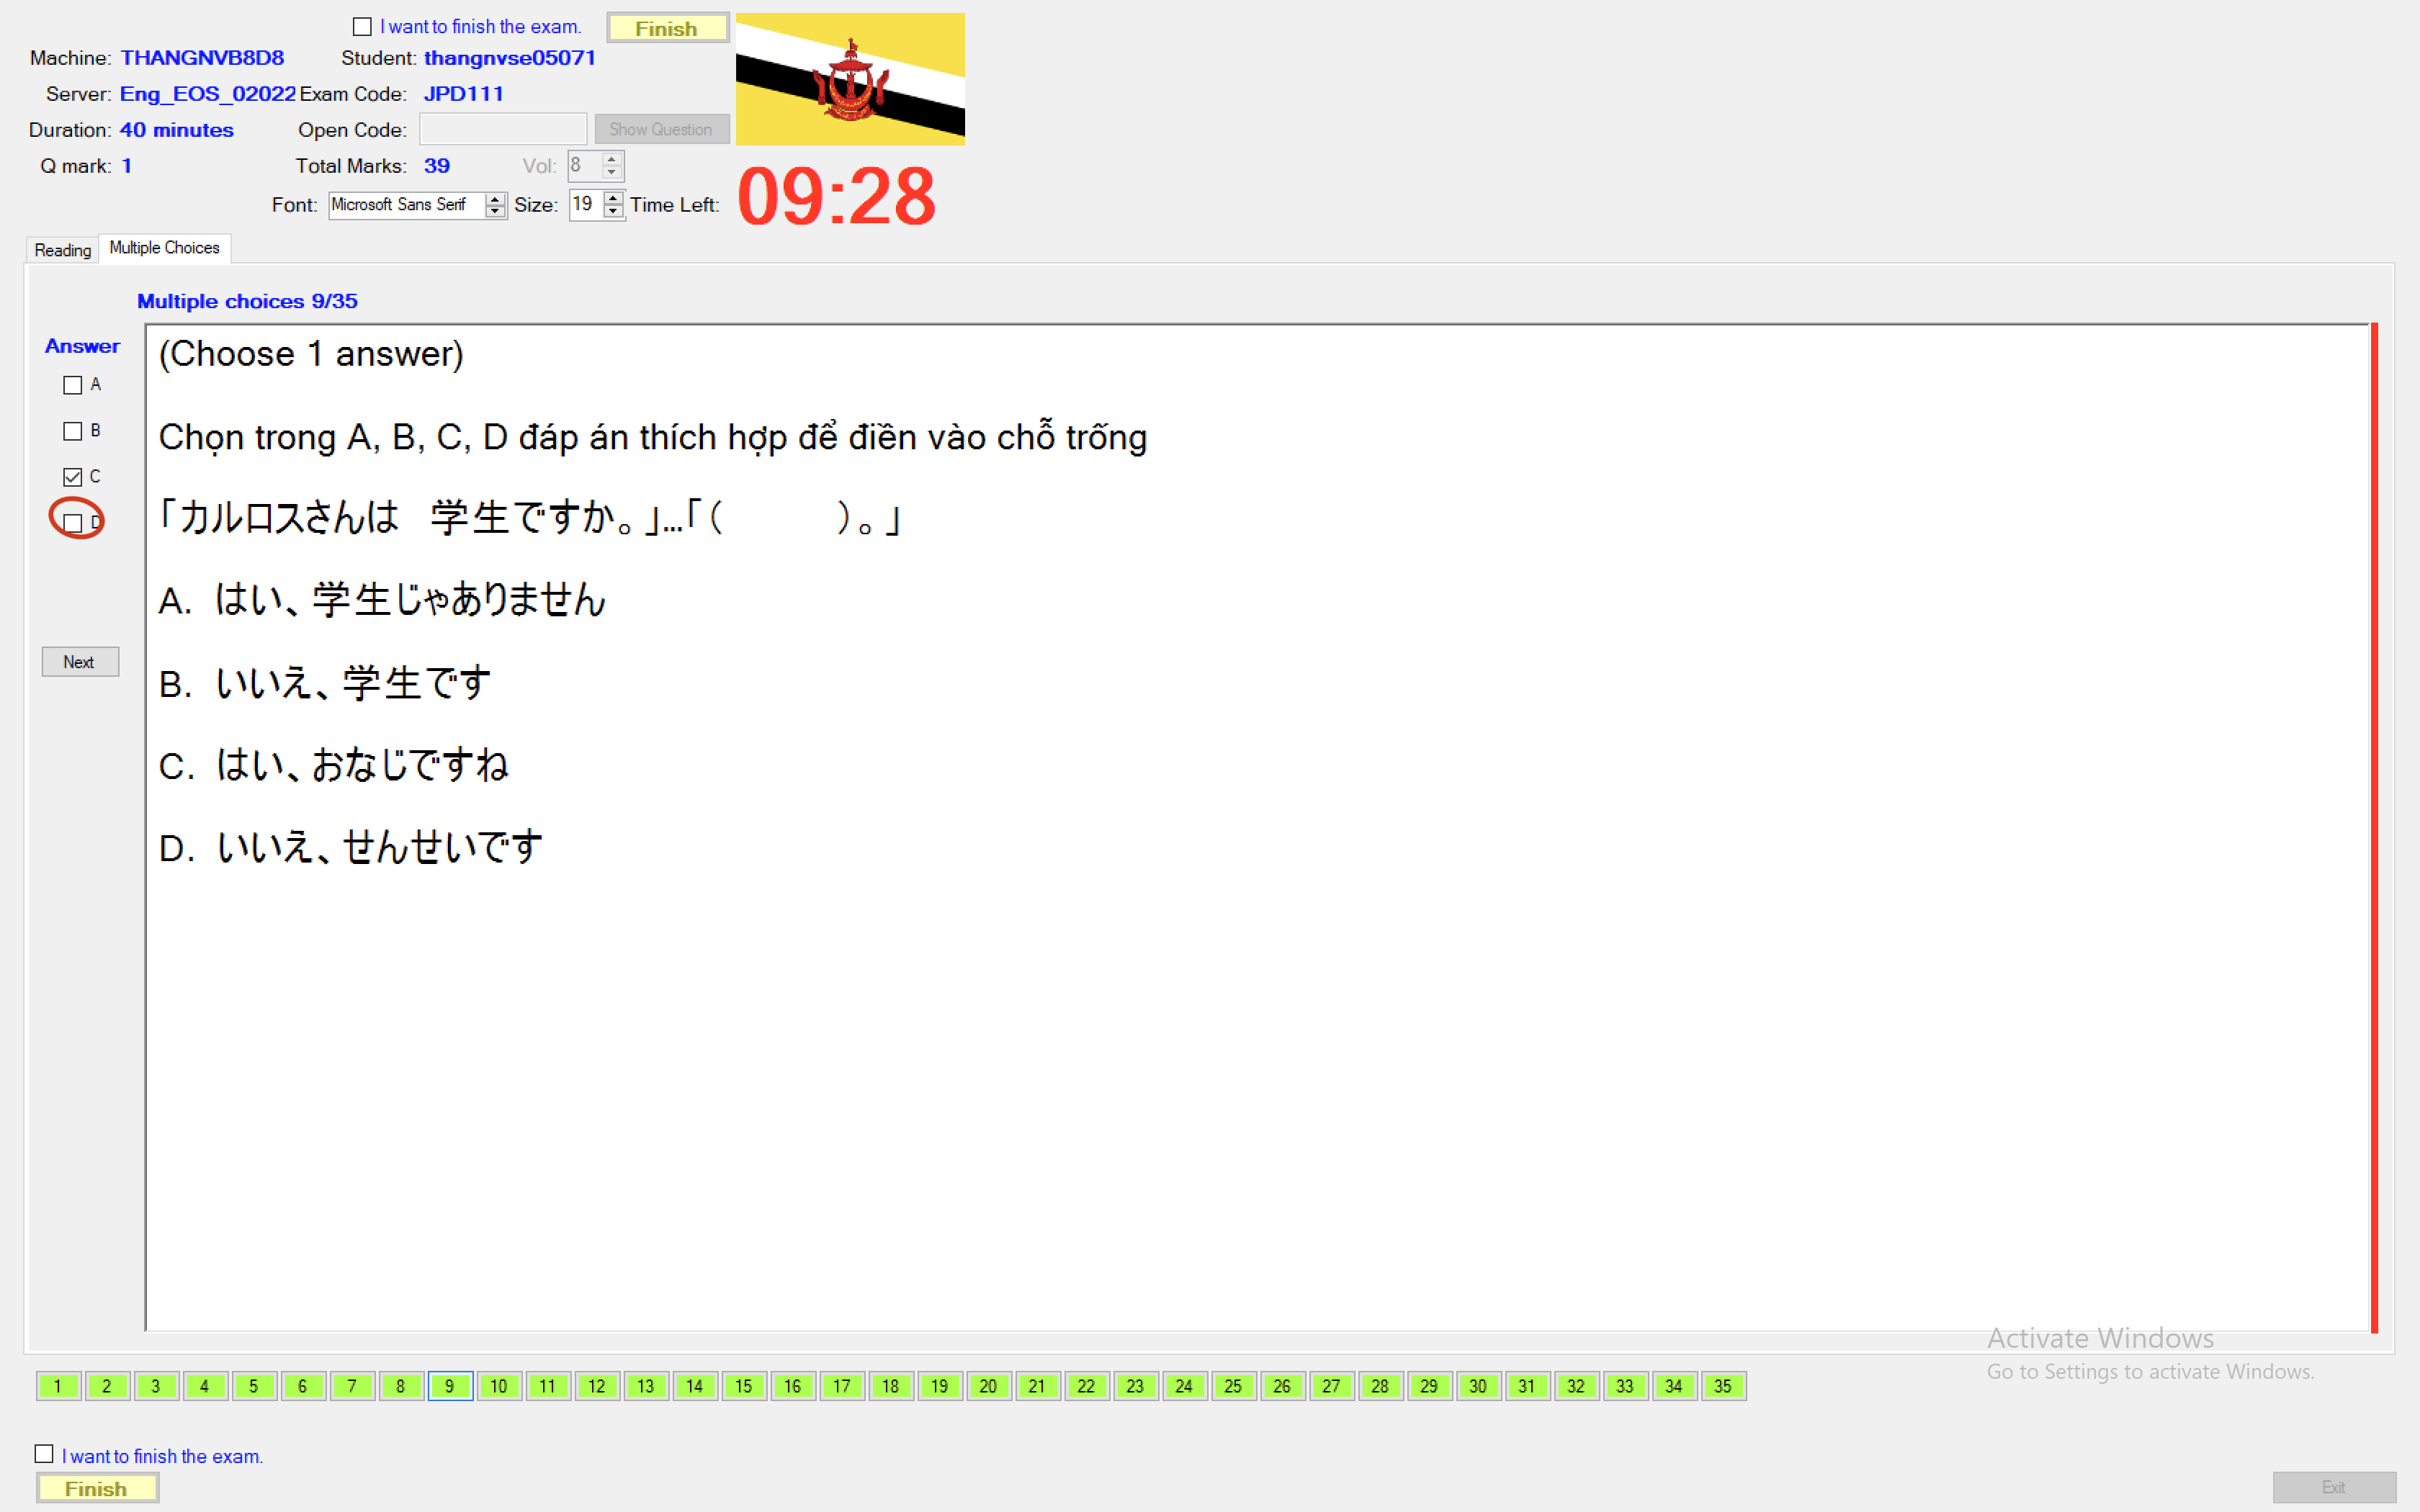 I want to finish the exam. Finish
Machine: THANGNVB8D8 Student: thangnvse05071
Server: Eng_EOS_02022 Exam Code: JPD111
Duration: 40 minutes Open Code: Show Question
Q mark: 1 Total Marks: 39 Vol: 8
Font: Microsoft Sans Serif Size: 19 Time Left: 09:28
Reading Multiple Choices
Multiple choices 9/35
Answer
A
B
C
D
Next
(Choose 1 answer)
Chọn trong A, B, C, D đáp án thích hợp để điền vào chỗ trống
「カルロスさんは　学生ですか。」...「（　　　）。」
A. はい、学生じゃありません
B. いいえ、学生です
C. はい、おなじですね
D. いいえ、せんせいです
Activate Windows
Go to Settings to activate Windows.
1 2 3 4 5 6 7 8 9 10 11 12 13 14 15 16 17 18 19 20 21 22 23 24 25 26 27 28 29 30 31 32 33 34 35
I want to finish the exam.
Finish
Exit